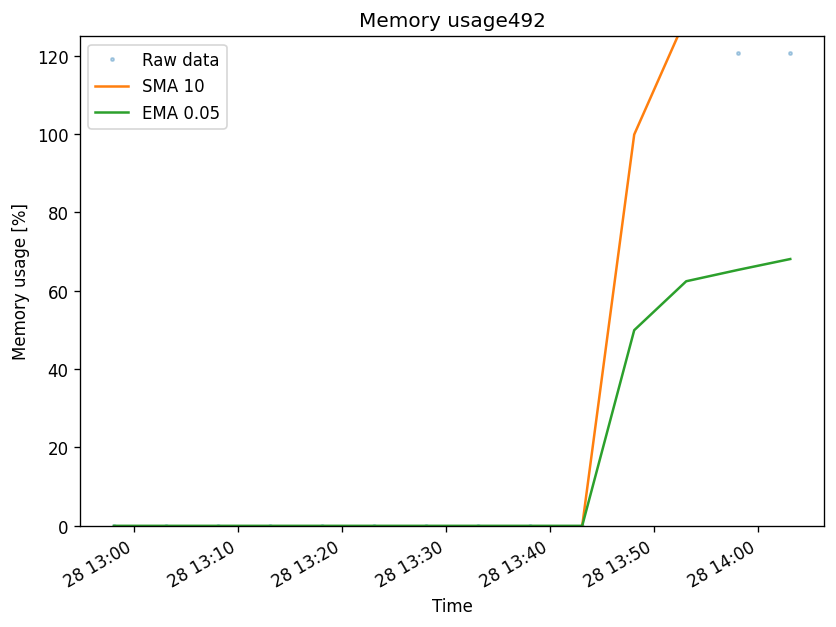 Memory usage492
120
100
80
60
40
20
0
Memory usage [%]
Raw data
SMA 10
EMA 0.05
28 13:00
28 13:10
28 13:20
28 13:30
28 13:40
28 13:50
28 14:00
Time